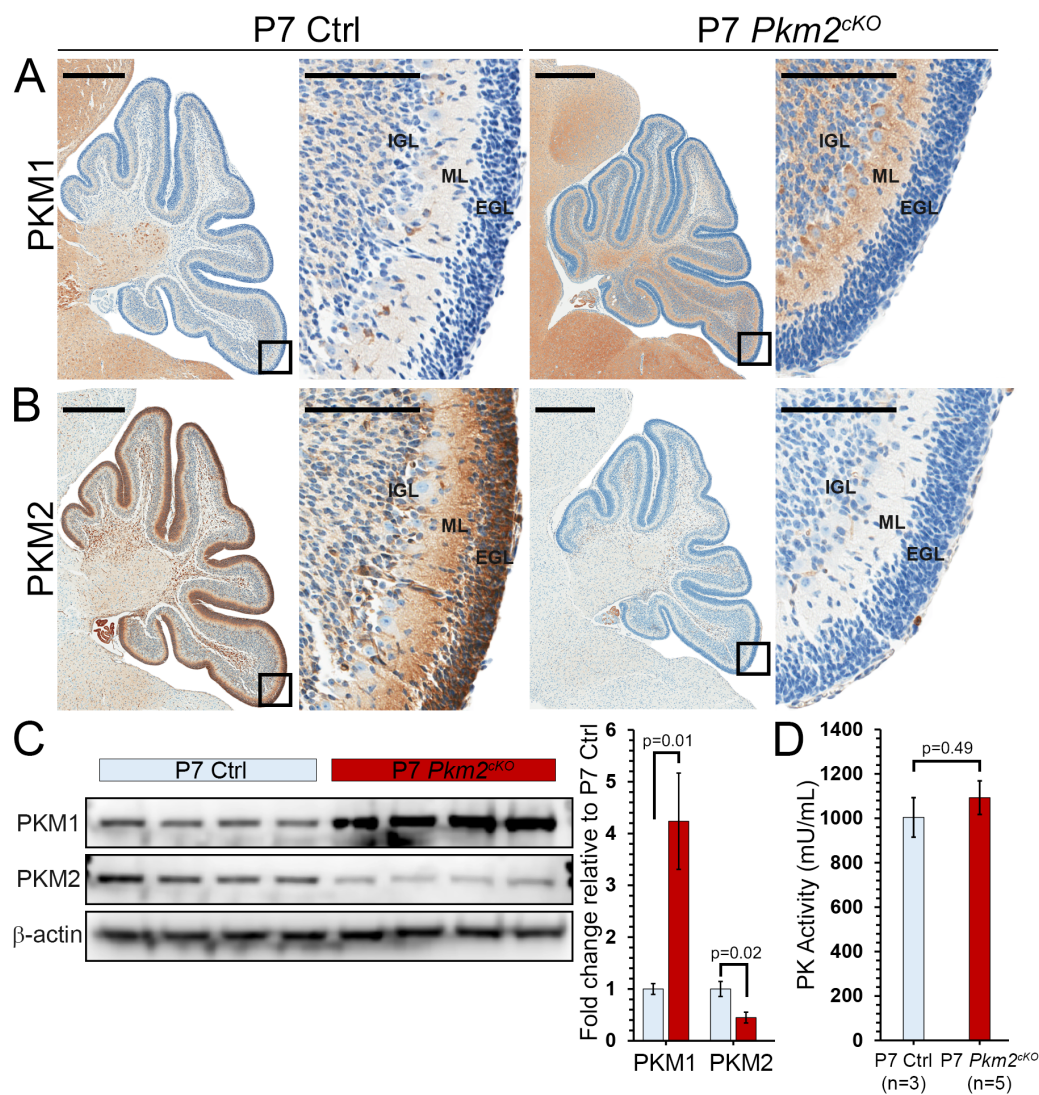 P7 Ctrl P7 Pkm2cKO
A
PKM1
IGL
ML
EGL
IGL
ML
EGL
B
PKM2
IGL
ML
EGL
IGL
ML
EGL
C
P7 Ctrl P7 Pkm2cKO
PKM1
PKM2
β-actin
Fold change relative to P7 Ctrl
6
5
4
3
2
1
0
p=0.01
p=0.02
PKM1 PKM2
D
PK Activity (mU/mL)
1400
1200
1000
800
600
400
200
0
p=0.49
P7 Ctrl P7 Pkm2cKO
(n=3) (n=5)